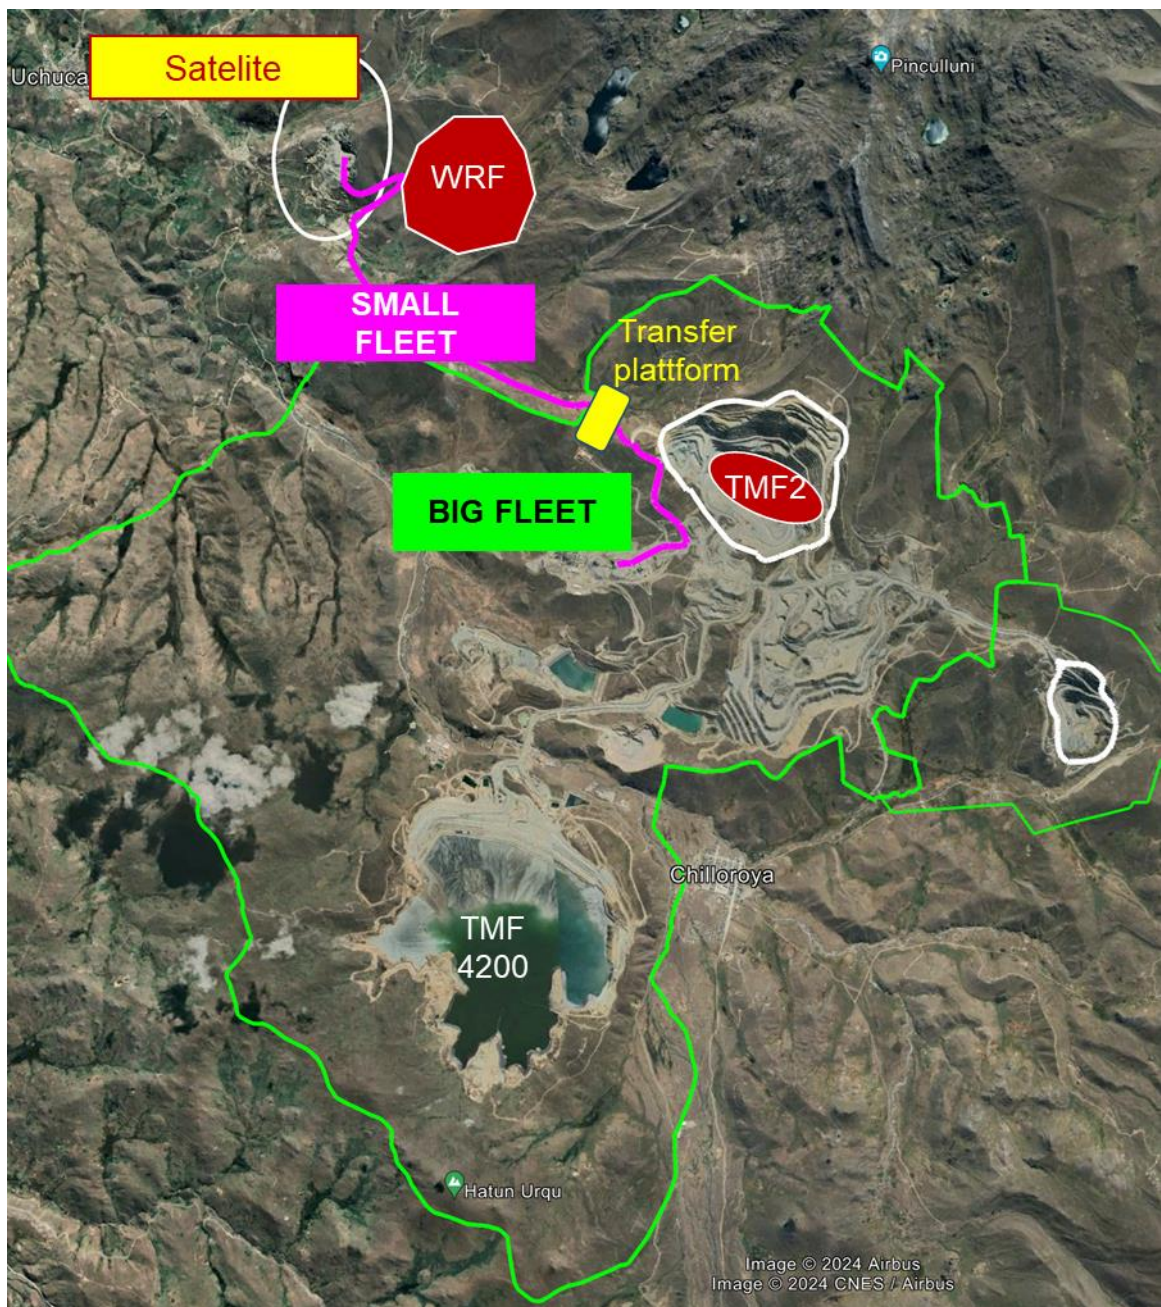 Satelite
Uchuca
Pinculluni
WRF
SMALL
FLEET
Transfer
plattform
TMF2
BIG FLEET
Chilloroya
TMF
4200
Hatun Urqu
Image © 2024 Airbus
Image © 2024 CNES / Airbus